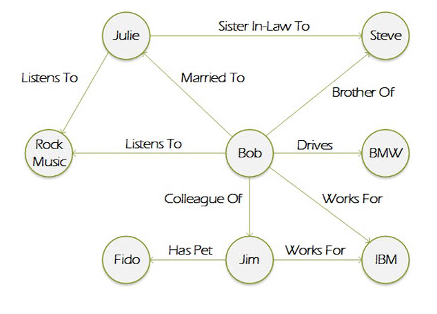 Sister In-Law To
Julie
Steve
Listens To
Married To
Brother Of
Rock
Music
Listens To
Bob
Drives
BMW
Colleague Of
Works For
Fido
Has Pet
Jim
Works For
IBM